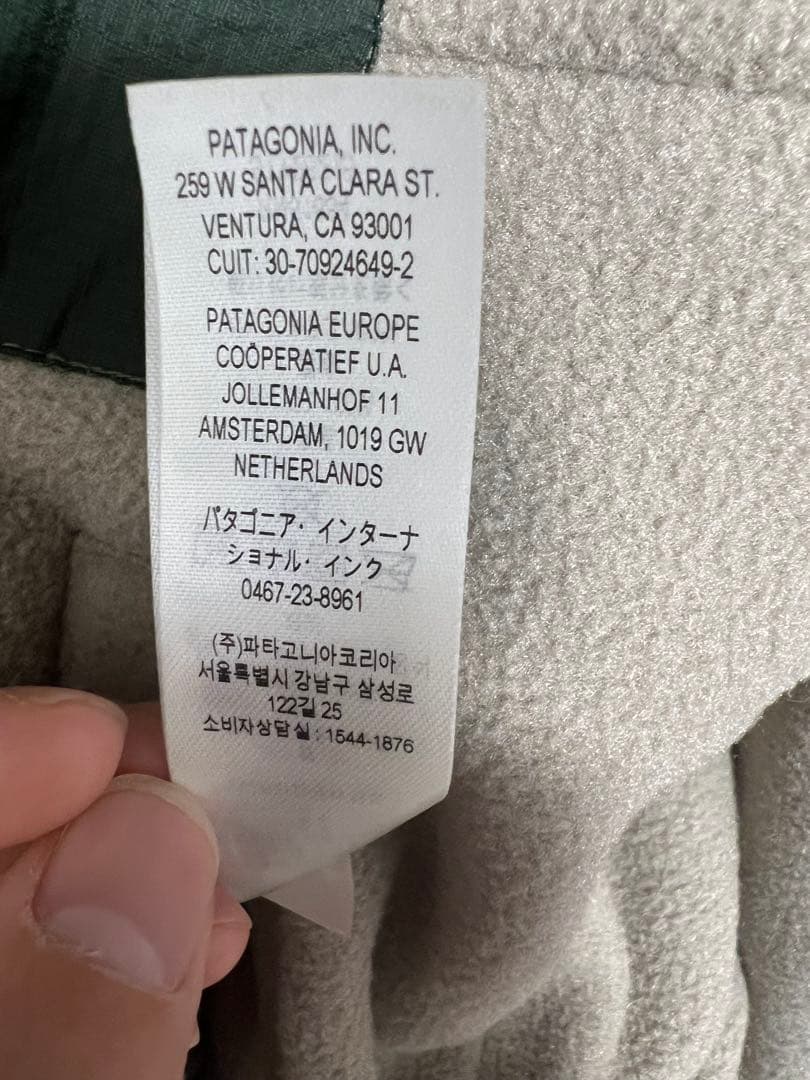 PATAGONIA, INC.
259 W SANTA CLARA ST.
VENTURA, CA 93001
CUIT: 30-70924649-2
PATAGONIA EUROPE
COÖPERATIEF U.A.
JOLLEMANHOF 11
AMSTERDAM, 1019 GW
NETHERLANDS
パタゴニア・インターナ
ショナル・インク
0467-23-8961
(주)파타고니아코리아
서울특별시 강남구 삼성로
122길 25
소비자상담실 : 1544-1876